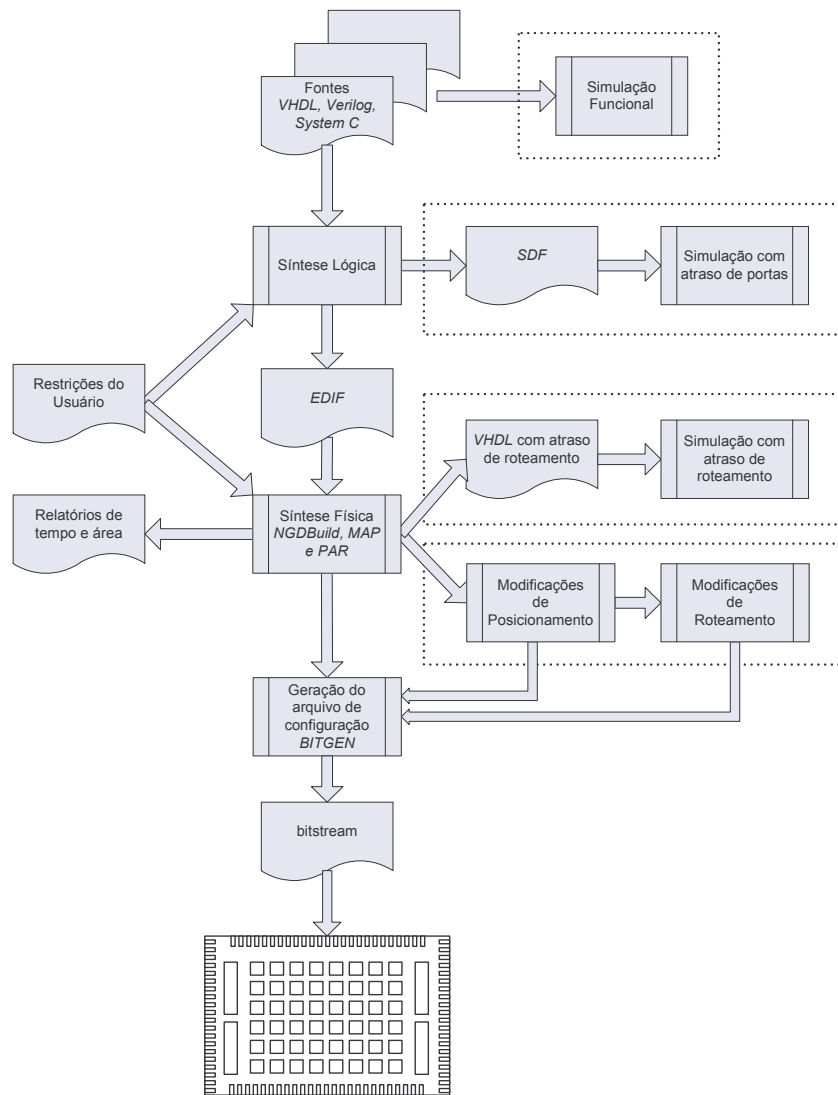 Fontes
VHDL, Verilog,
System C
Simulação
Funcional
Síntese Lógica
SDF
Simulação com
atraso de portas
Restrições do
Usuário
EDIF
VHDL com atraso
de roteamento
Simulação com
atraso de
roteamento
Relatórios de
tempo e área
Síntese Física
NGDBuild, MAP
e PAR
Modificações
de
Posicionamento
Modificações
de
Roteamento
Geração do
arquivo de
configuração
BITGEN
bitstream